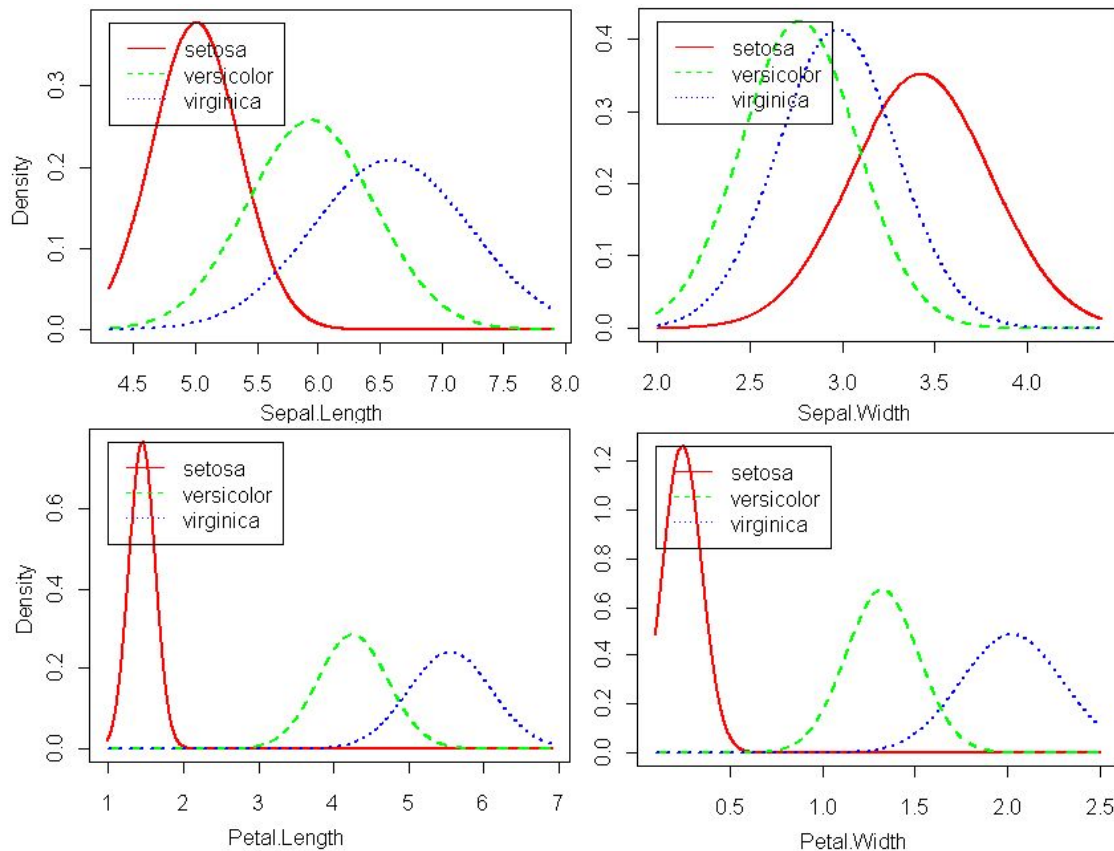 setosa
versicolor
virginica
Density
0.0 0.1 0.2 0.3
4.5 5.0 5.5 6.0 6.5 7.0 7.5 8.0
Sepal.Length
setosa
versicolor
virginica
0.0 0.1 0.2 0.3 0.4
2.0 2.5 3.0 3.5 4.0
Sepal.Width
setosa
versicolor
virginica
Density
0.0 0.2 0.4 0.6
1 2 3 4 5 6 7
Petal.Length
setosa
versicolor
virginica
0.0 0.2 0.4 0.6 0.8 1.0 1.2
0.5 1.0 1.5 2.0 2.5
Petal.Width